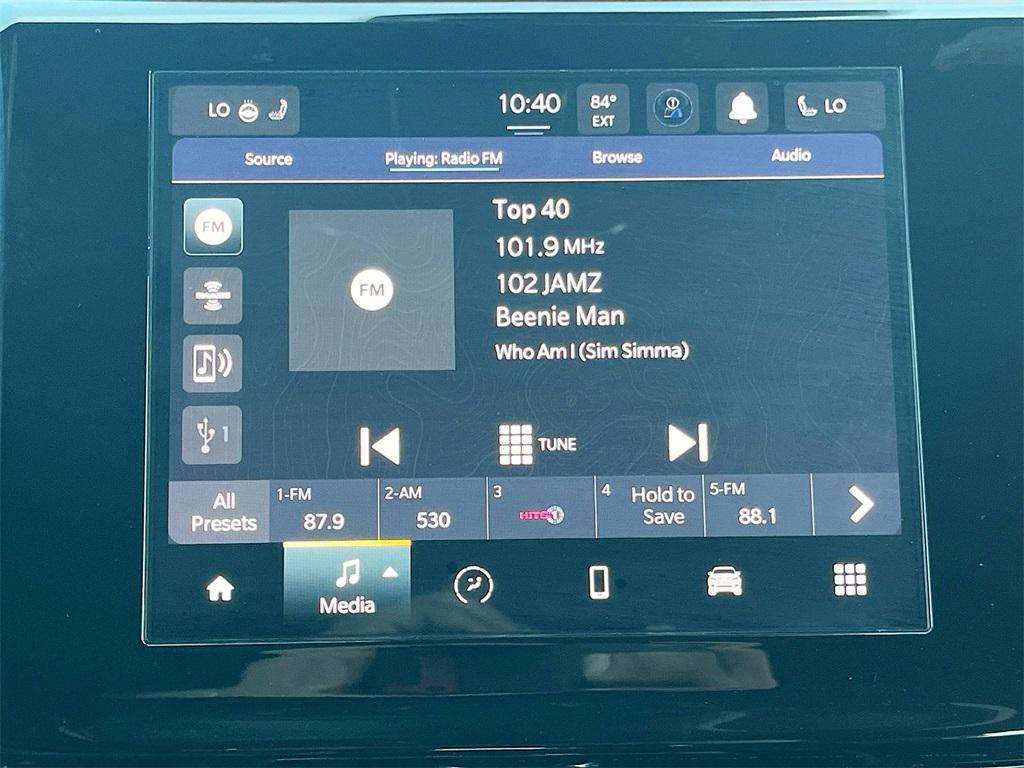 LO
10:40
84°
EXT
LO
Source
Playing: Radio FM
Browse
Audio
FM
FM
Top 40
101.9 MHz
102 JAMZ
Beenie Man
Who Am I (Sim Simma)
1
TUNE
All
Presets
1-FM
87.9
2-AM
530
3
HITS 1
4
Hold to
Save
5-FM
88.1
Media